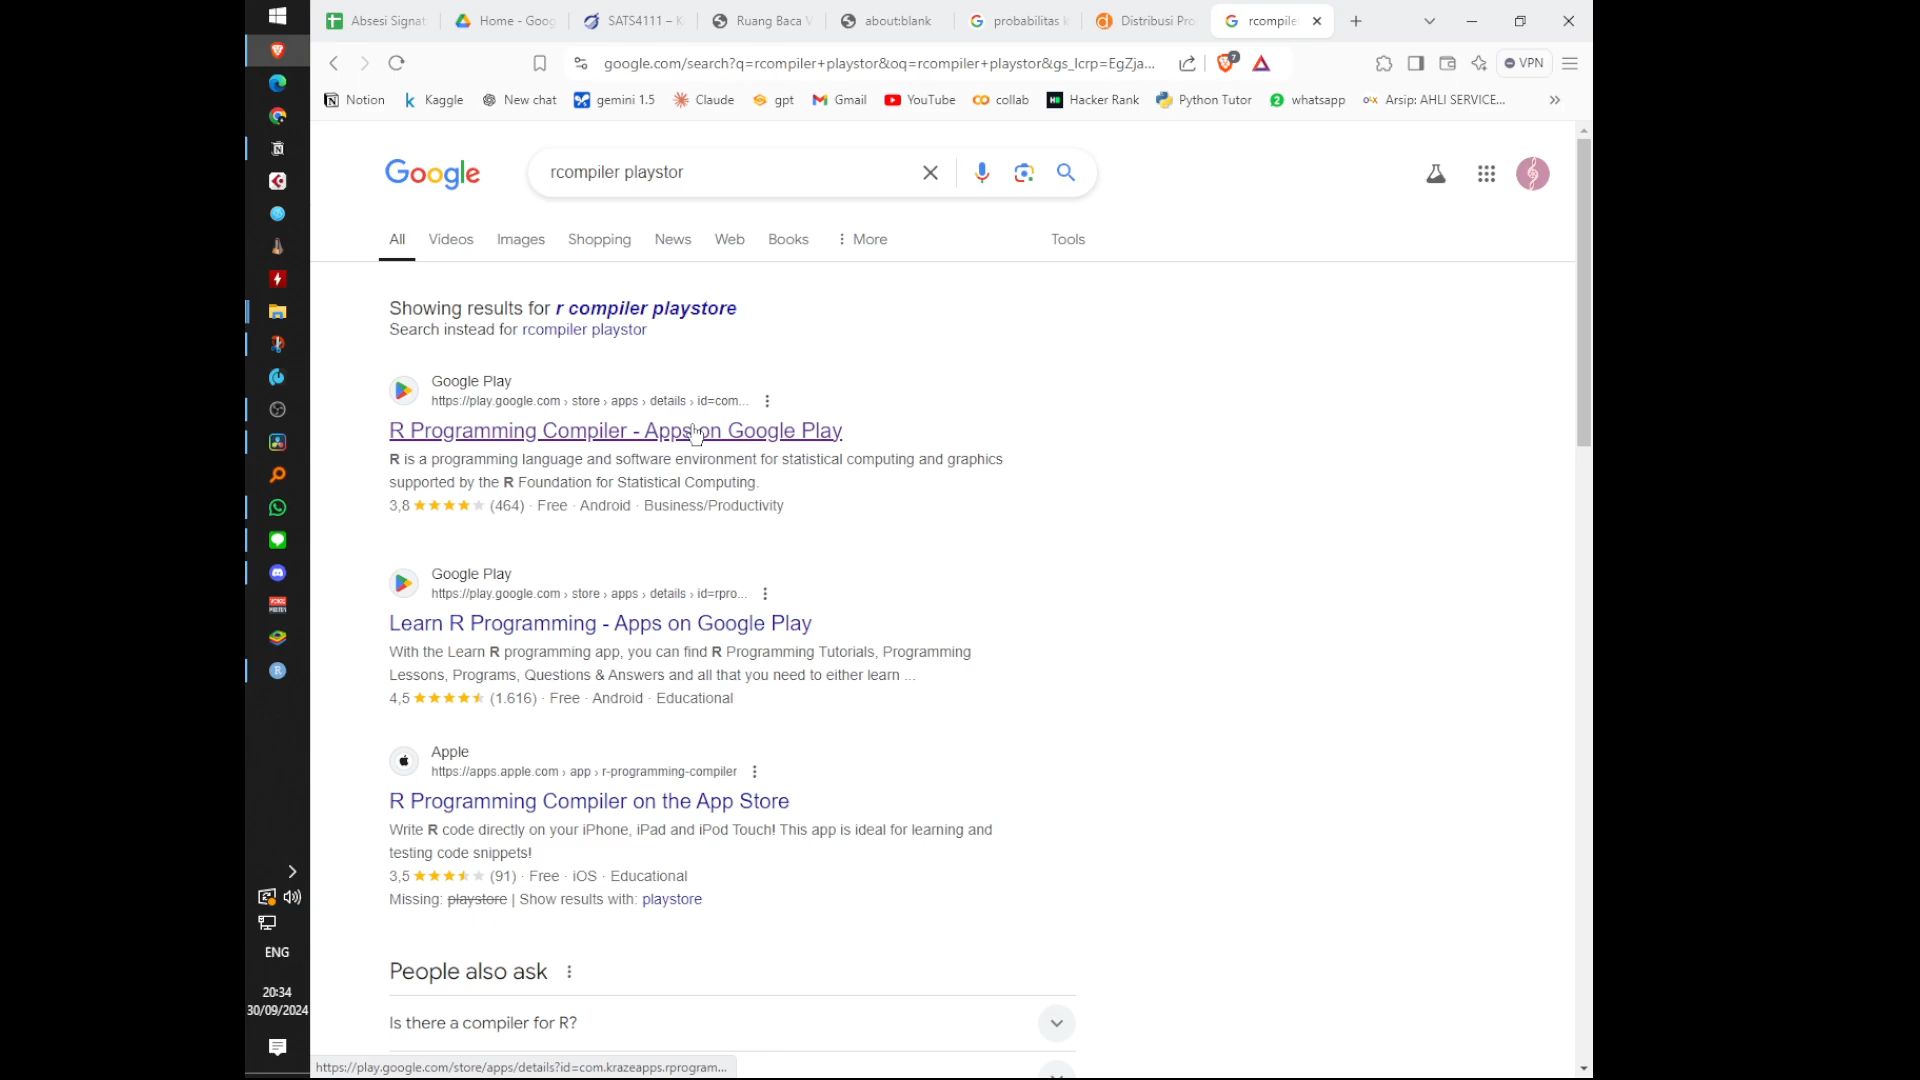 Absesi Signat
Home - Goog
SATS4111 – K
Ruang Baca V
about:blank
probabilitas k
Distribusi Pro
rcompile
google.com/search?q=rcompiler+playstor&oq=rcompiler+playstor&gs_lcrp=EgZja...
7
VPN
Notion
Kaggle
New chat
gemini 1.5
Claude
gpt
Gmail
YouTube
collab
Hacker Rank
Python Tutor
2 whatsapp
OLX Arsip: AHLI SERVICE...
Google
rcompiler playstor
All
Videos
Images
Shopping
News
Web
Books
More
Tools
Showing results for r compiler playstore
Search instead for rcompiler playstor
Google Play
https://play.google.com › store › apps › details › id=com...
R Programming Compiler - Apps on Google Play
R is a programming language and software environment for statistical computing and graphics
supported by the R Foundation for Statistical Computing.
3,8 ★★★★★ (464) · Free · Android · Business/Productivity
Google Play
https://play.google.com › store › apps › details › id=rpro...
Learn R Programming - Apps on Google Play
With the Learn R programming app, you can find R Programming Tutorials, Programming
Lessons, Programs, Questions & Answers and all that you need to either learn ...
4,5 ★★★★★ (1.616) · Free · Android · Educational
Apple
https://apps.apple.com › app › r-programming-compiler
R Programming Compiler on the App Store
Write R code directly on your iPhone, iPad and iPod Touch! This app is ideal for learning and
testing code snippets!
3,5 ★★★★★ (91) · Free · iOS · Educational
Missing: playstore | Show results with: playstore
People also ask
Is there a compiler for R?
https://play.google.com/store/apps/details?id=com.krazeapps.rprogram...
ENG
20:34
30/09/2024